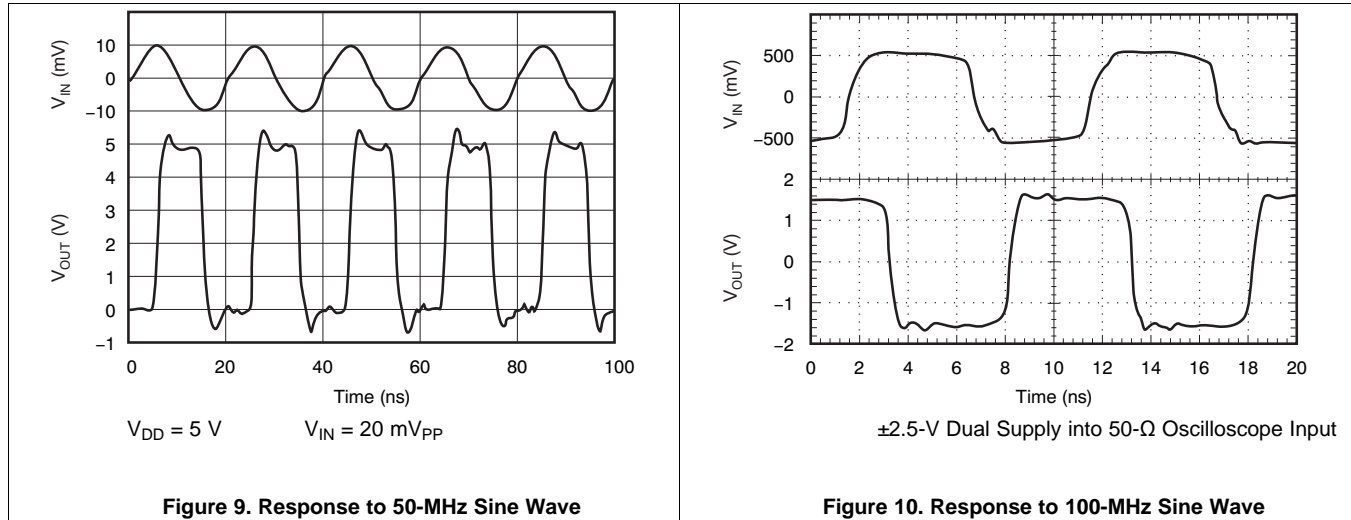 V_IN (mV)
10
0
−10
V_OUT (V)
5
4
3
2
1
0
−1
0 20 40 60 80 100
Time (ns)
V_DD = 5 V V_IN = 20 mV_PP
Figure 9. Response to 50-MHz Sine Wave
V_IN (mV)
500
0
−500
V_OUT (V)
2
1
0
−1
−2
0 2 4 6 8 10 12 14 16 18 20
Time (ns)
±2.5-V Dual Supply into 50-Ω Oscilloscope Input
Figure 10. Response to 100-MHz Sine Wave